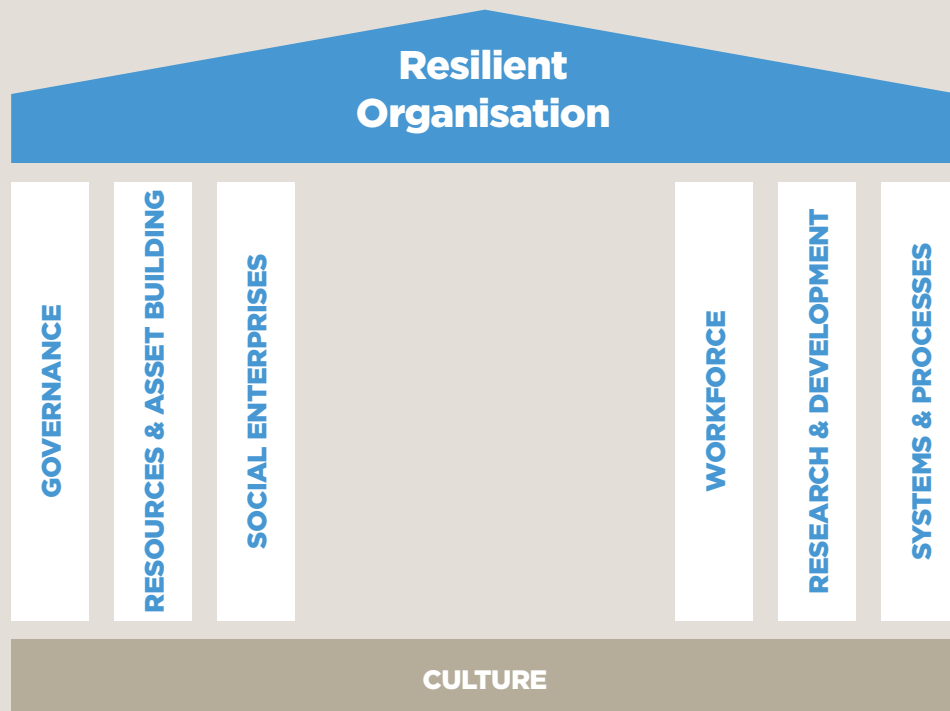 Resilient
Organisation
GOVERNANCE
RESOURCES & ASSET BUILDING
SOCIAL ENTERPRISES
WORKFORCE
RESEARCH & DEVELOPMENT
SYSTEMS & PROCESSES
CULTURE